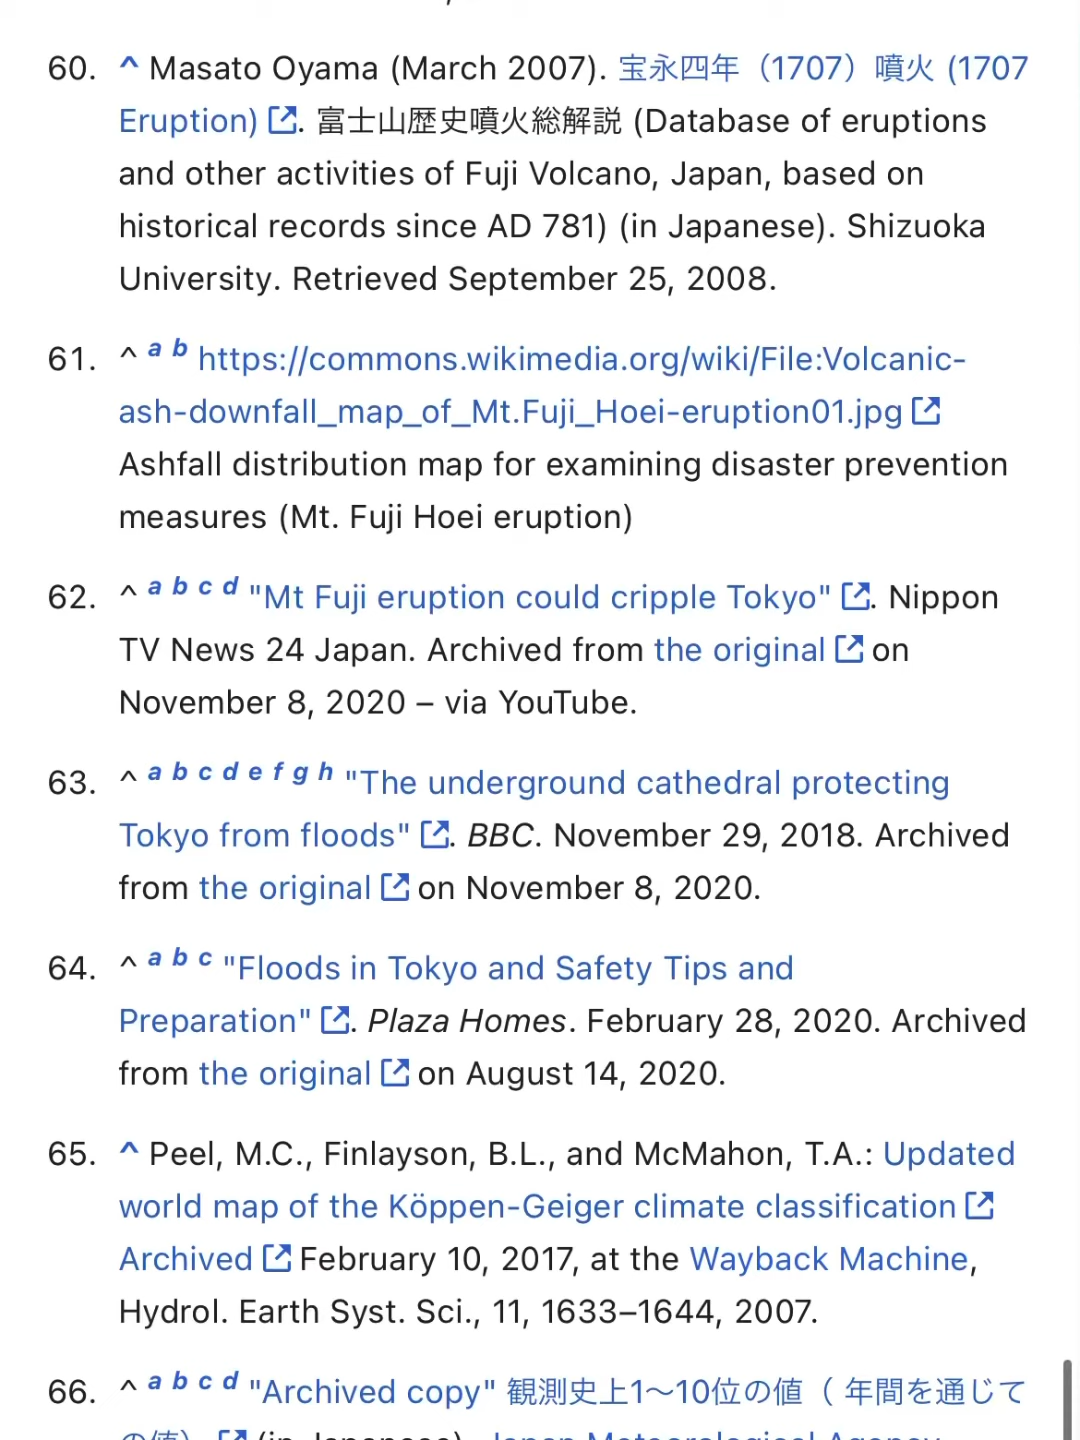 60. ^ Masato Oyama (March 2007). 宝永四年（1707）噴火 (1707
Eruption). 富士山歴史噴火総解説 (Database of eruptions
and other activities of Fuji Volcano, Japan, based on
historical records since AD 781) (in Japanese). Shizuoka
University. Retrieved September 25, 2008.
61. ^ a b https://commons.wikimedia.org/wiki/File:Volcanic-
ash-downfall_map_of_Mt.Fuji_Hoei-eruption01.jpg
Ashfall distribution map for examining disaster prevention
measures (Mt. Fuji Hoei eruption)
62. ^ a b c d "Mt Fuji eruption could cripple Tokyo". Nippon
TV News 24 Japan. Archived from the original on
November 8, 2020 – via YouTube.
63. ^ a b c d e f g h "The underground cathedral protecting
Tokyo from floods". BBC. November 29, 2018. Archived
from the original on November 8, 2020.
64. ^ a b c "Floods in Tokyo and Safety Tips and
Preparation". Plaza Homes. February 28, 2020. Archived
from the original on August 14, 2020.
65. ^ Peel, M.C., Finlayson, B.L., and McMahon, T.A.: Updated
world map of the Köppen-Geiger climate classification
Archived February 10, 2017, at the Wayback Machine,
Hydrol. Earth Syst. Sci., 11, 1633–1644, 2007.
66. ^ a b c d "Archived copy" 観測史上1〜10位の値（ 年間を通じて
の値） (in Japanese). Japan Meteorological Agency